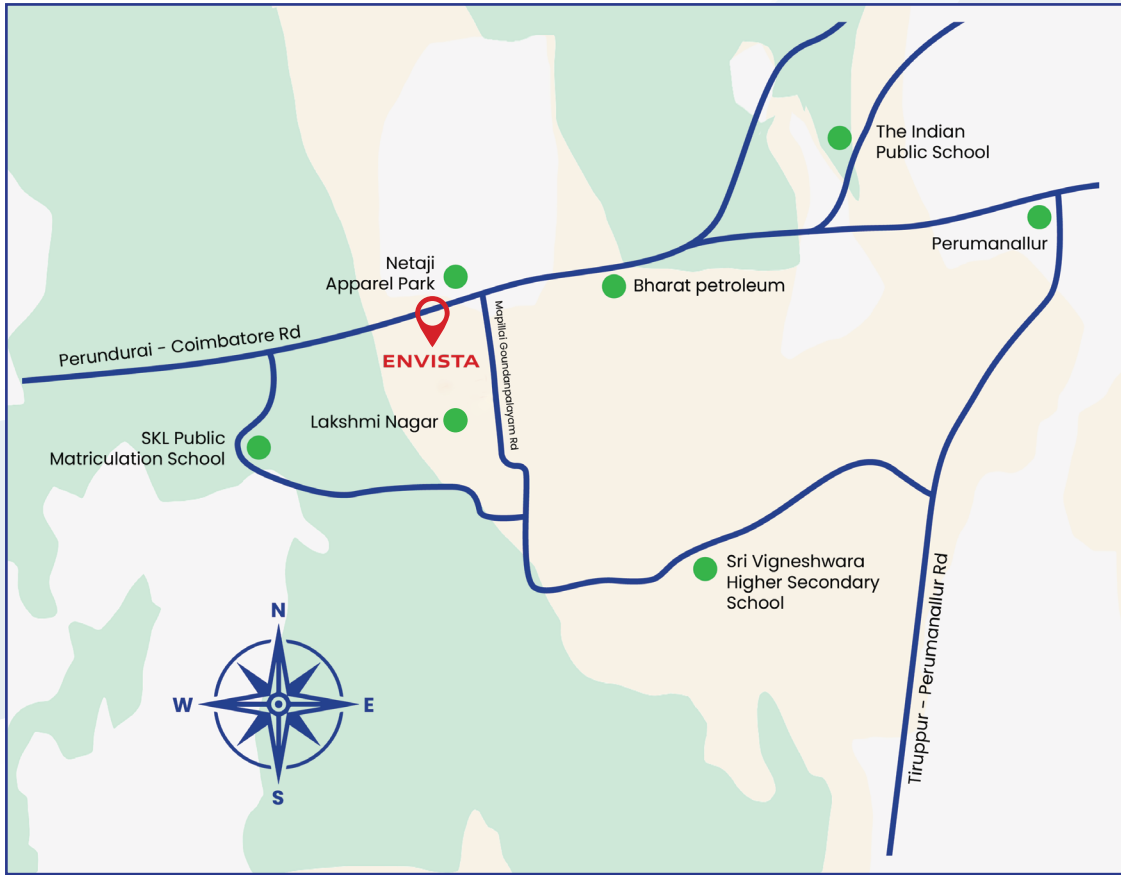 The Indian
Public School
Perumanallur
Netaji
Apparel Park
Bharat petroleum
Perundurai - Coimbatore Rd
ENVISTA
Mapillai Goundanpalayam Rd
Lakshmi Nagar
SKL Public
Matriculation School
Sri Vigneshwara
Higher Secondary
School
Tiruppur - Perumanallur Rd
N
W
E
S